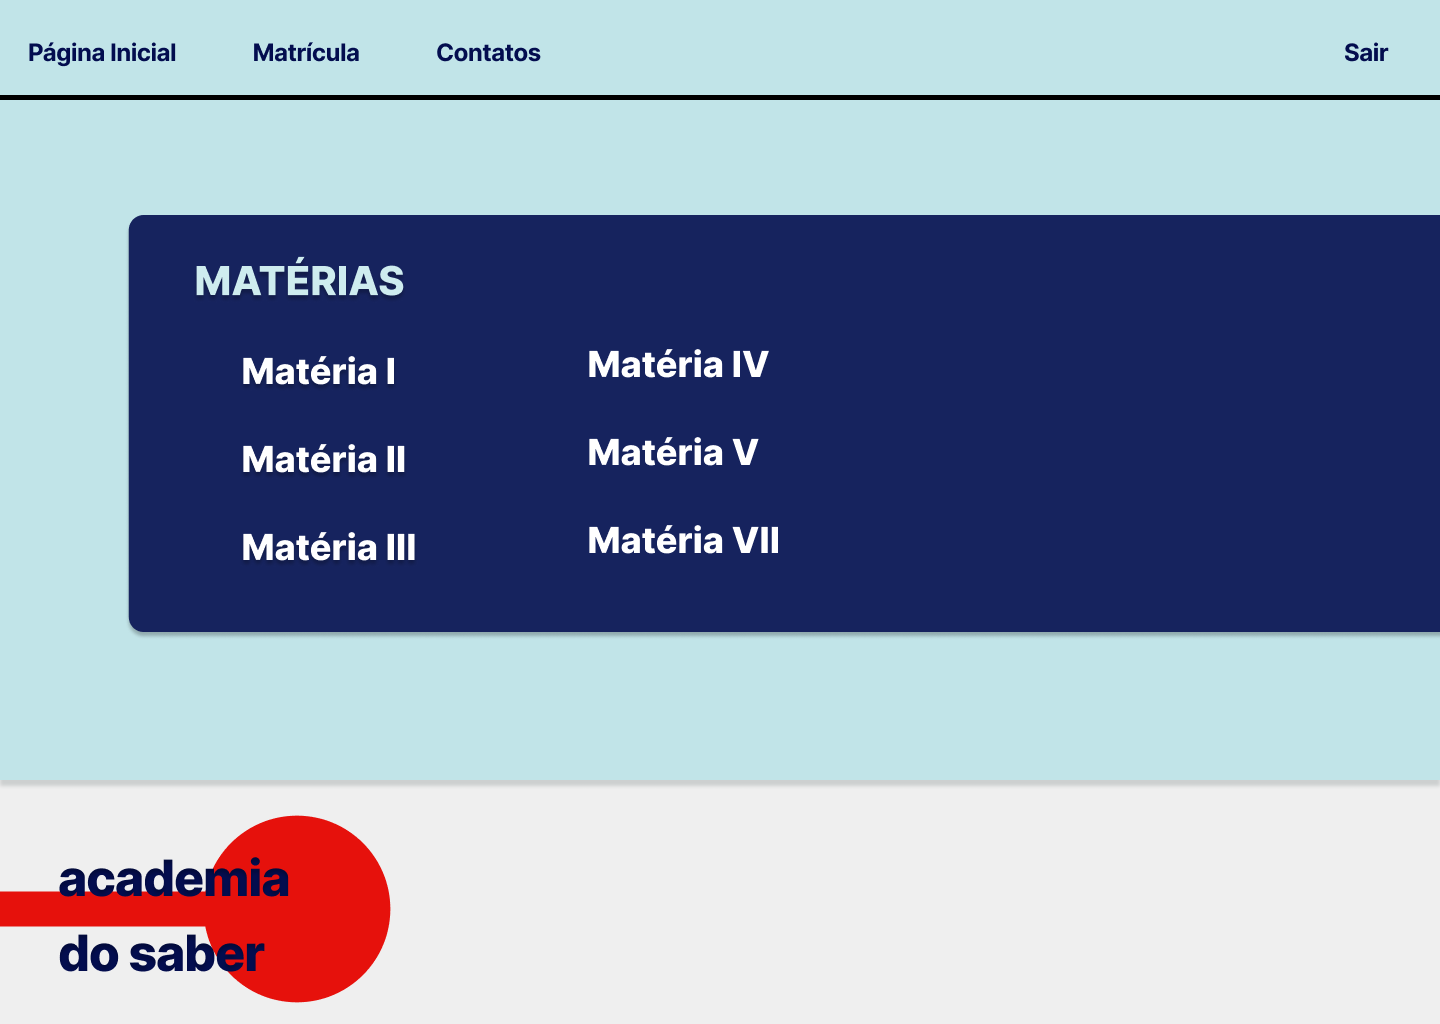 Página Inicial
Matrícula
Contatos
Sair
MATÉRIAS
Matéria I
Matéria II
Matéria III
Matéria IV
Matéria V
Matéria VII
academia
do saber